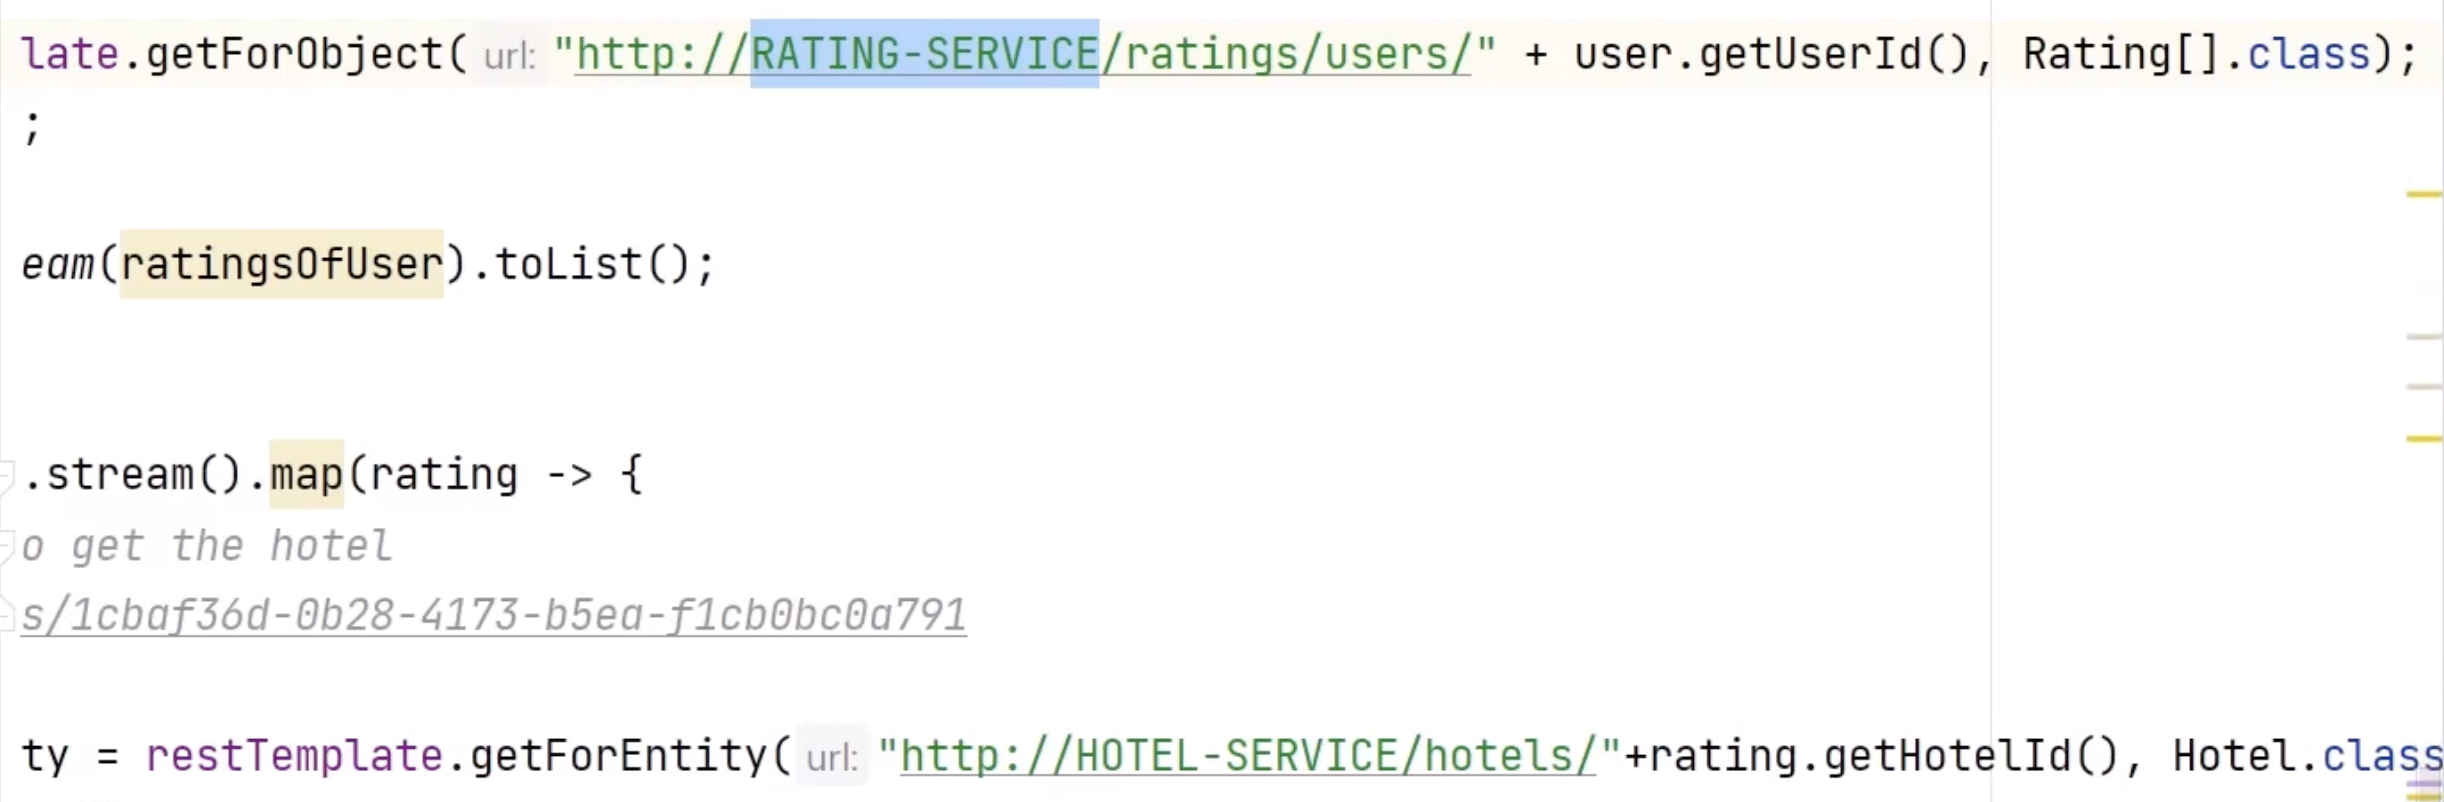 late.getForObject( url: "http://RATING-SERVICE/ratings/users/" + user.getUserId(), Rating[].class);
;
eam(ratingsOfUser).toList();
.stream().map(rating -> {
o get the hotel
s/1cbaf36d-0b28-4173-b5ea-f1cb0bc0a791
ty = restTemplate.getForEntity( url: "http://HOTEL-SERVICE/hotels/"+rating.getHotelId(), Hotel.class